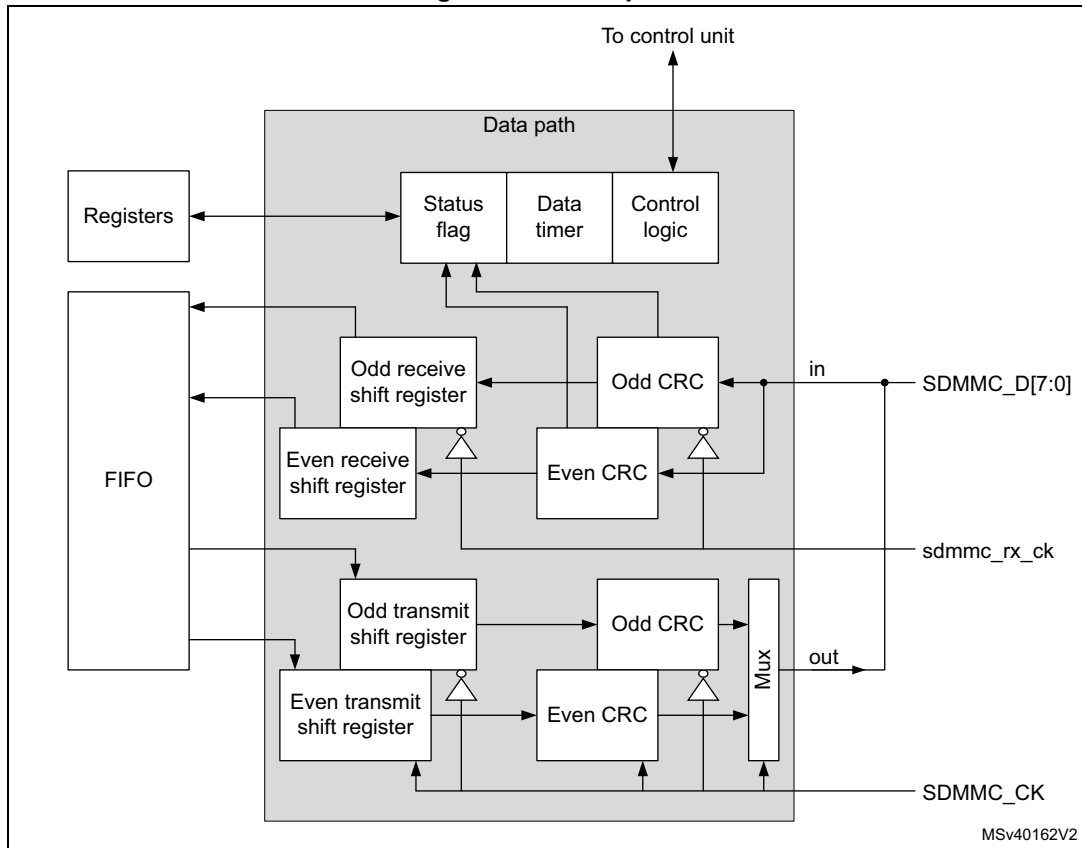 To control unit
Data path
Registers
Status
flag
Data
timer
Control
logic
Odd receive
shift register
Odd CRC
in
SDMMC_D[7:0]
FIFO
Even receive
shift register
Even CRC
sdmmc_rx_ck
Odd transmit
shift register
Odd CRC
Mux
out
Even transmit
shift register
Even CRC
SDMMC_CK
MSv40162V2